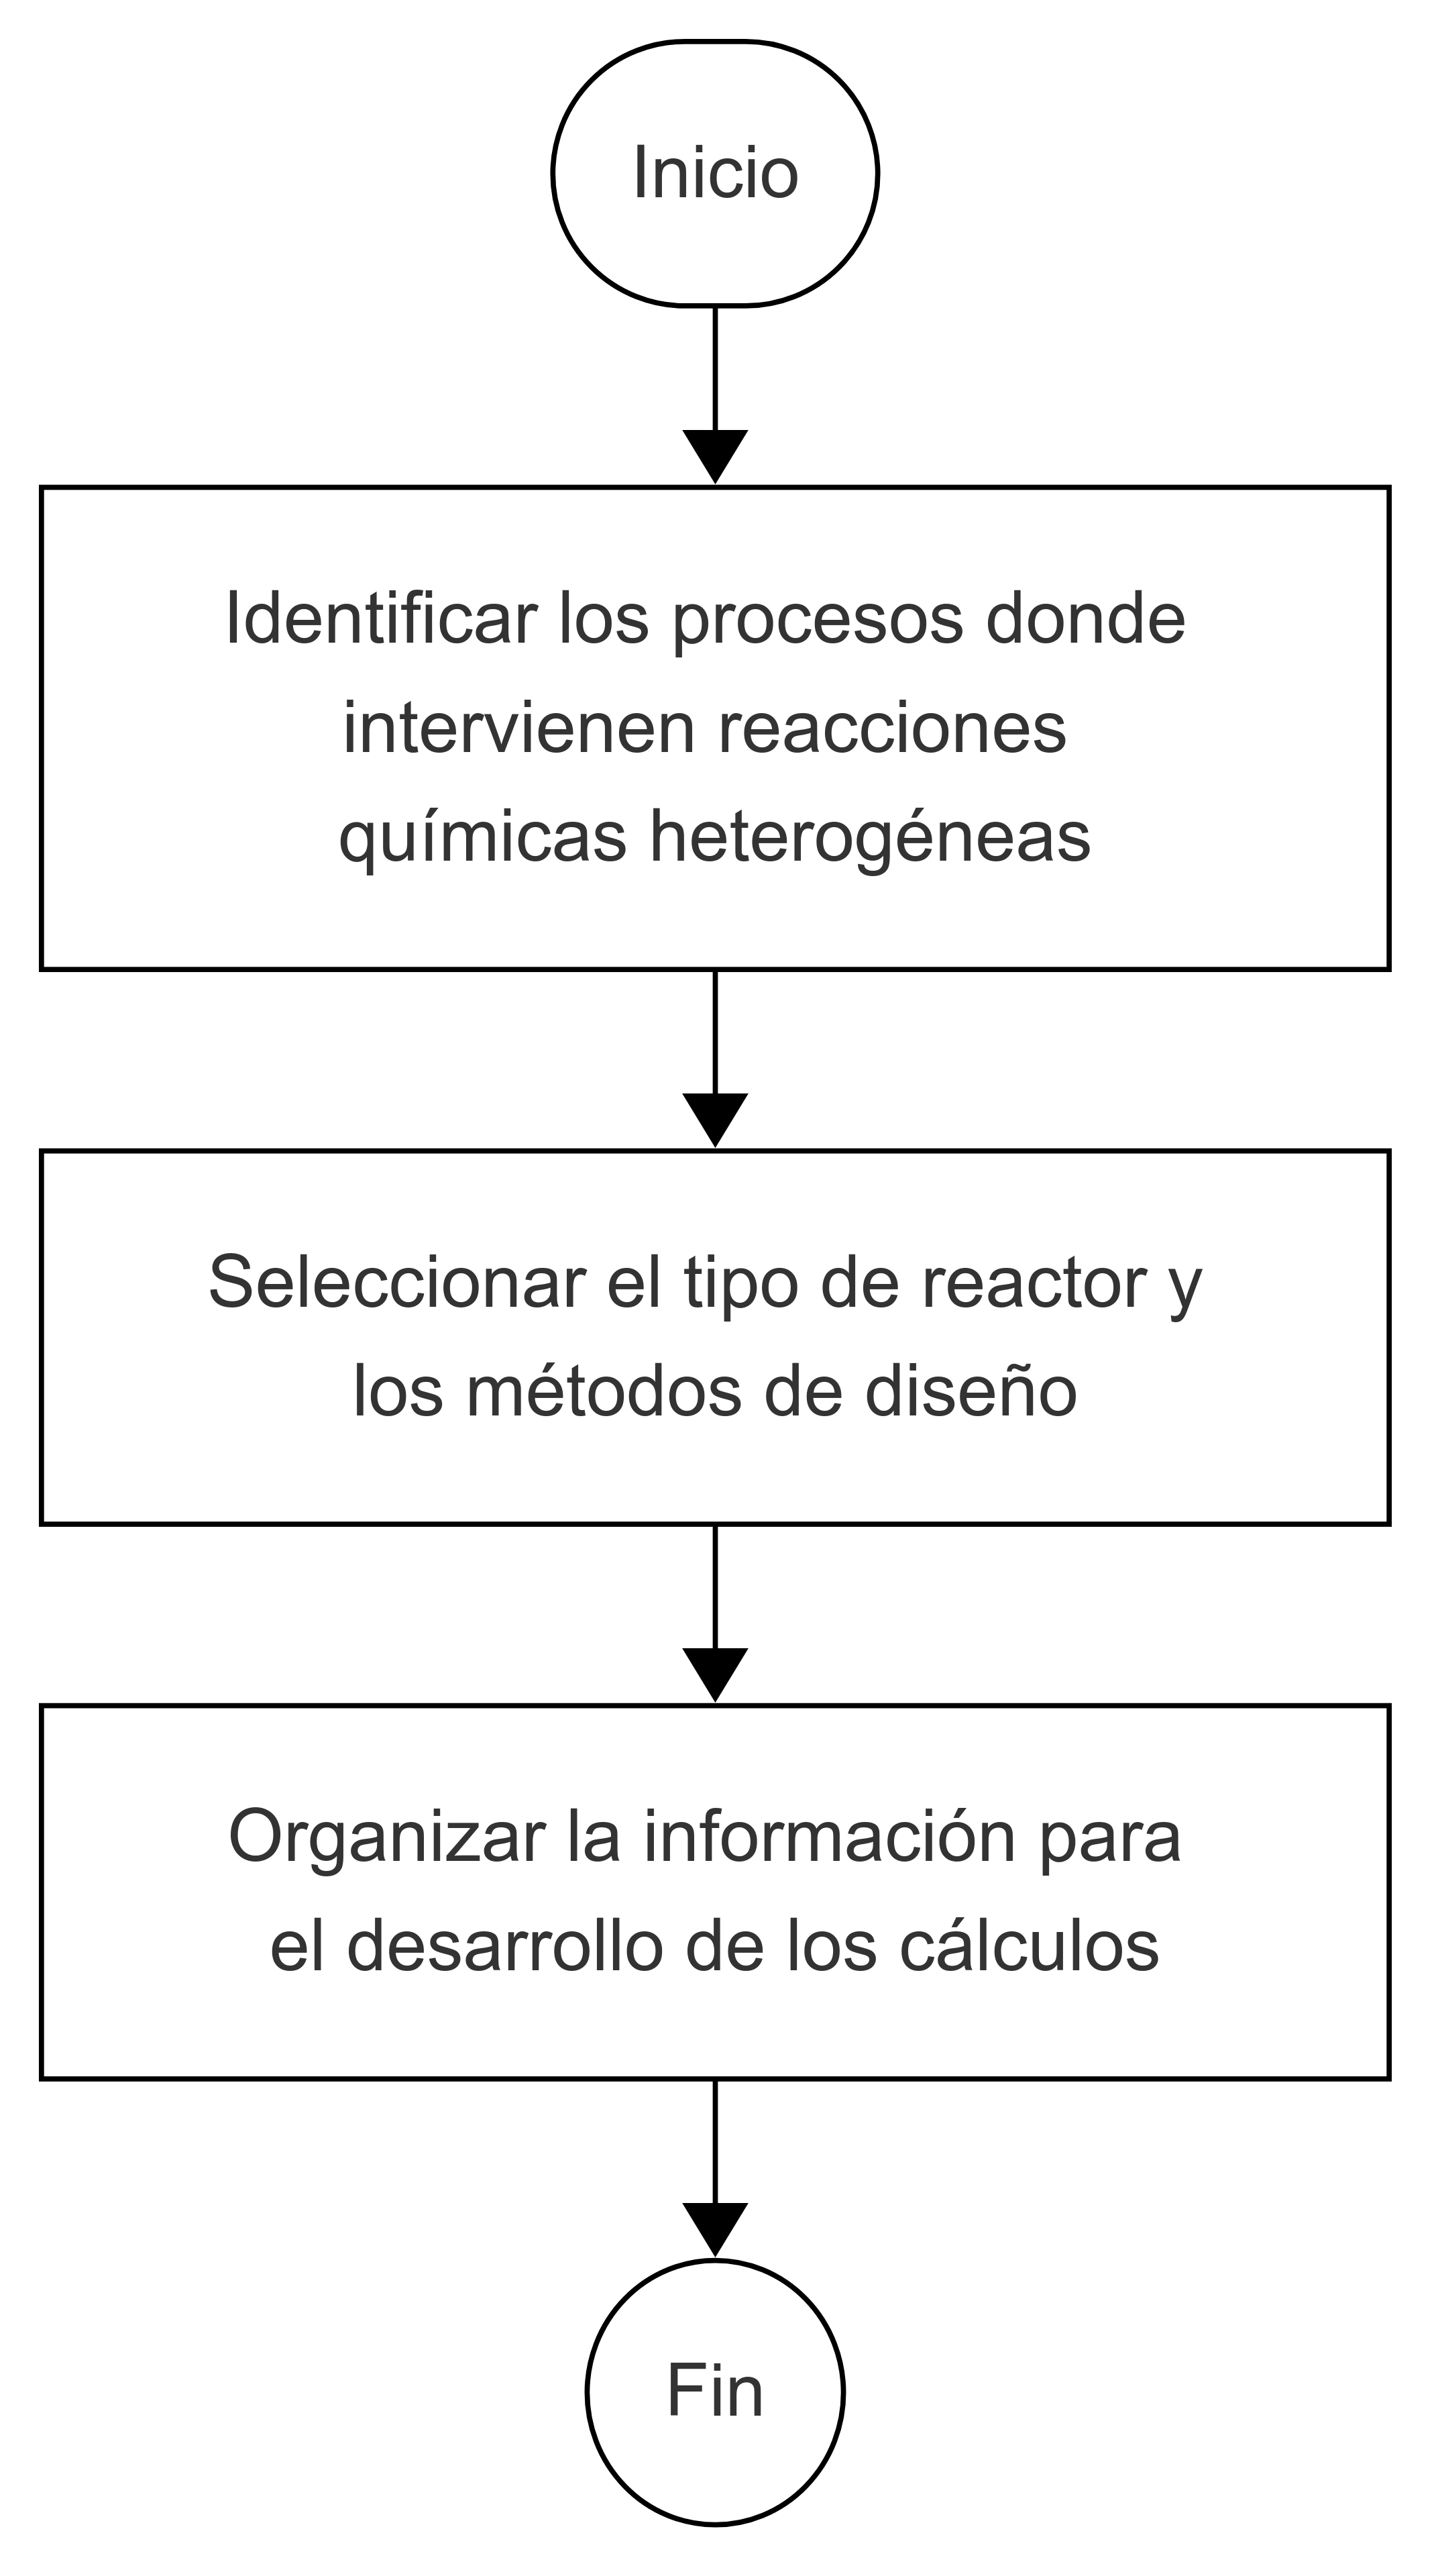 Inicio
Identificar los procesos donde
intervienen reacciones
químicas heterogéneas
Seleccionar el tipo de reactor y
los métodos de diseño
Organizar la información para
el desarrollo de los cálculos
Fin